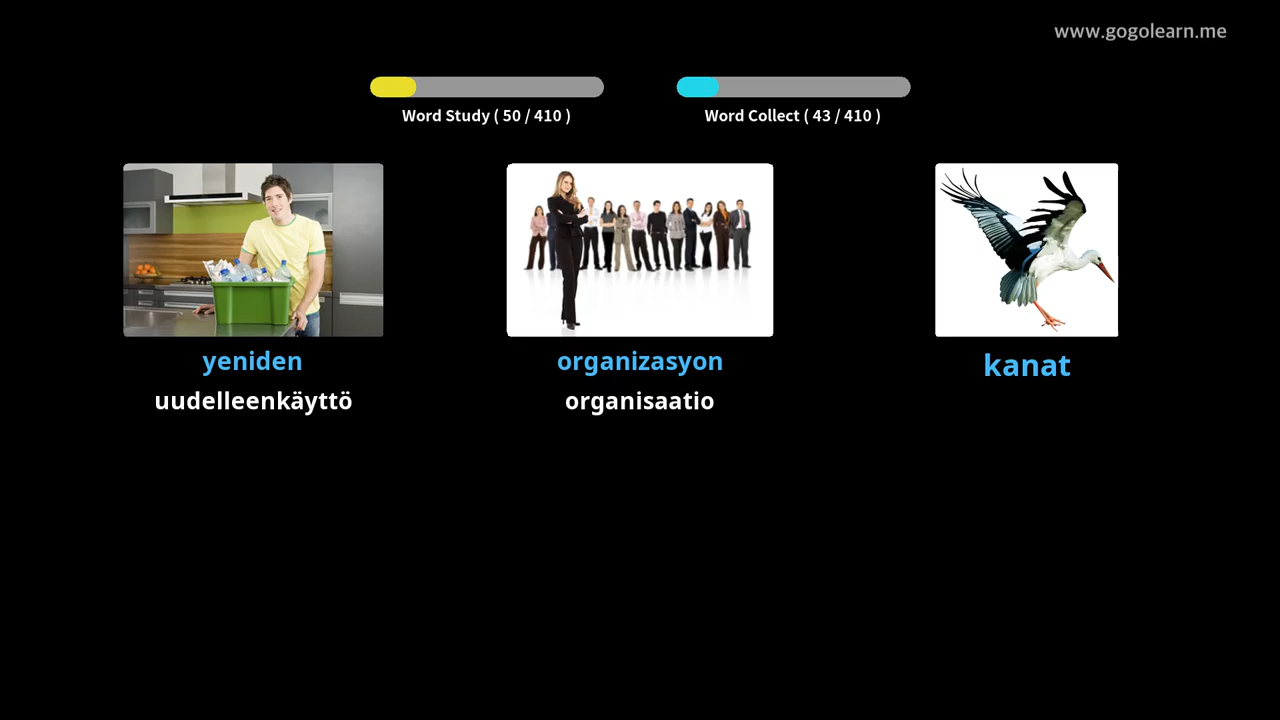 www.gogolearn.me
Word Study ( 50 / 410 )
Word Collect ( 43 / 410 )
yeniden
uudelleenkäyttö
organizasyon
organisaatio
kanat